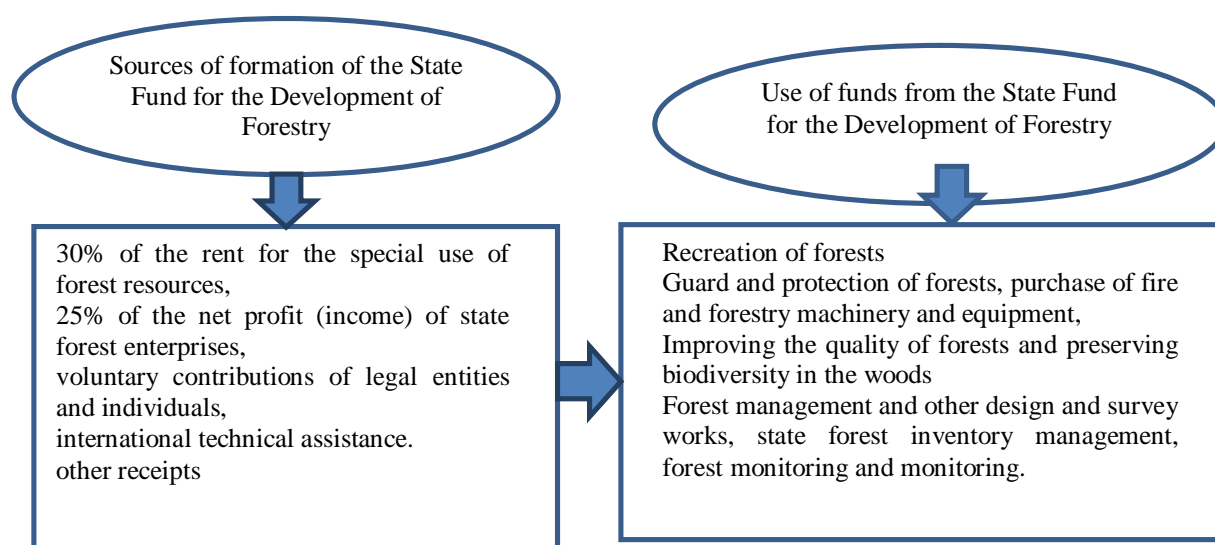 Sources of formation of the State
Fund for the Development of
Forestry
Use of funds from the State Fund
for the Development of Forestry
30% of the rent for the special use of
forest resources,
25% of the net profit (income) of state
forest enterprises,
voluntary contributions of legal entities
and individuals,
international technical assistance.
other receipts
Recreation of forests
Guard and protection of forests, purchase of fire
and forestry machinery and equipment,
Improving the quality of forests and preserving
biodiversity in the woods
Forest management and other design and survey
works, state forest inventory management,
forest monitoring and monitoring.